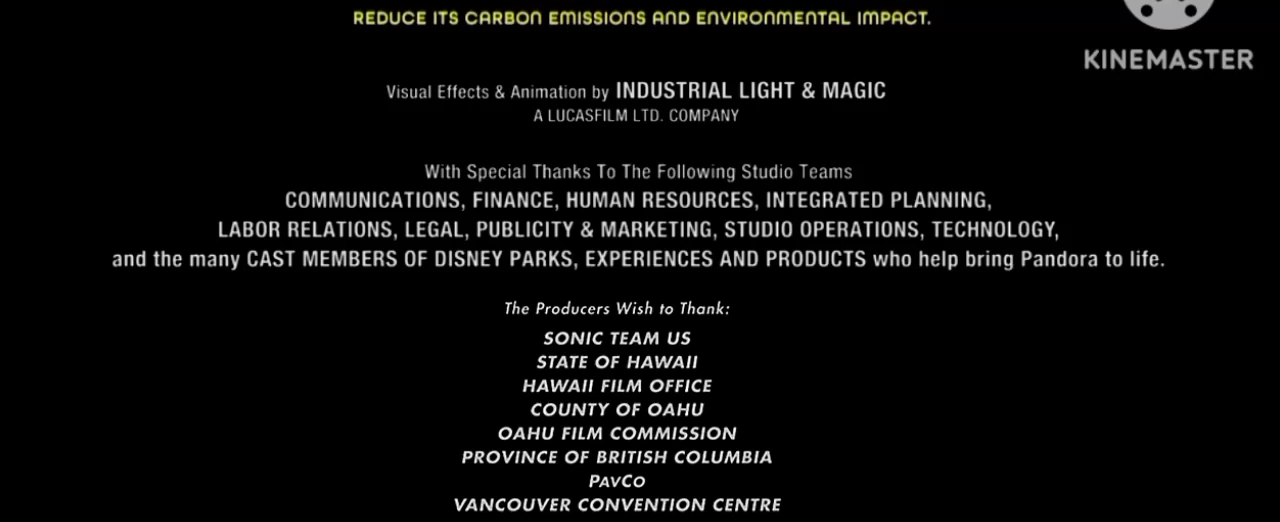 REDUCE ITS CARBON EMISSIONS AND ENVIRONMENTAL IMPACT.
KINEMASTER
Visual Effects & Animation by INDUSTRIAL LIGHT & MAGIC
A LUCASFILM LTD. COMPANY
With Special Thanks To The Following Studio Teams
COMMUNICATIONS, FINANCE, HUMAN RESOURCES, INTEGRATED PLANNING,
LABOR RELATIONS, LEGAL, PUBLICITY & MARKETING, STUDIO OPERATIONS, TECHNOLOGY,
and the many CAST MEMBERS OF DISNEY PARKS, EXPERIENCES AND PRODUCTS who help bring Pandora to life.
The Producers Wish to Thank:
SONIC TEAM US
STATE OF HAWAII
HAWAII FILM OFFICE
COUNTY OF OAHU
OAHU FILM COMMISSION
PROVINCE OF BRITISH COLUMBIA
PAVCO
VANCOUVER CONVENTION CENTRE